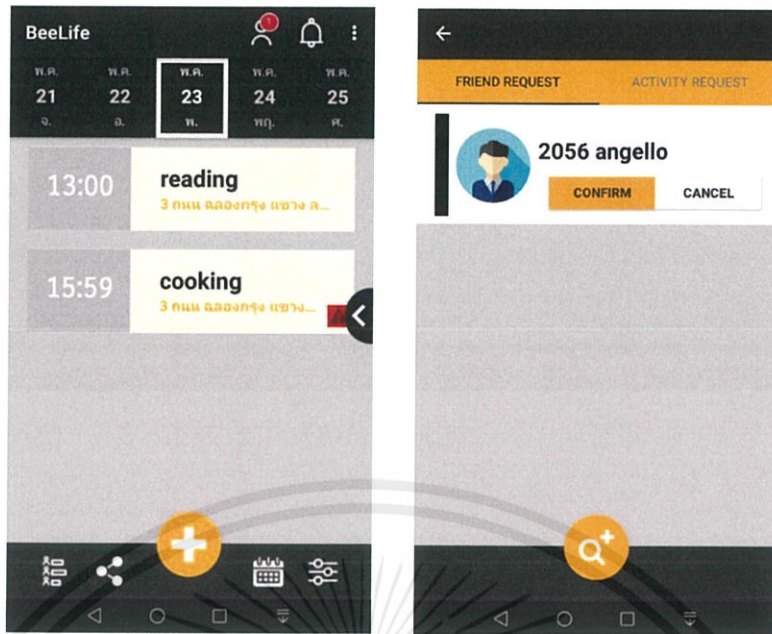 BeeLife
1
พ.ค. พ.ค. พ.ค. พ.ค. พ.ค.
21 22 23 24 25
จ. อ. พ. พฤ. ศ.
13:00
reading
3 ถนน ฉลองกรุง แขวง ล...
15:59
cooking
3 ถนน ฉลองกรุง แขวง...
FRIEND REQUEST ACTIVITY REQUEST
2056 angello
CONFIRM CANCEL